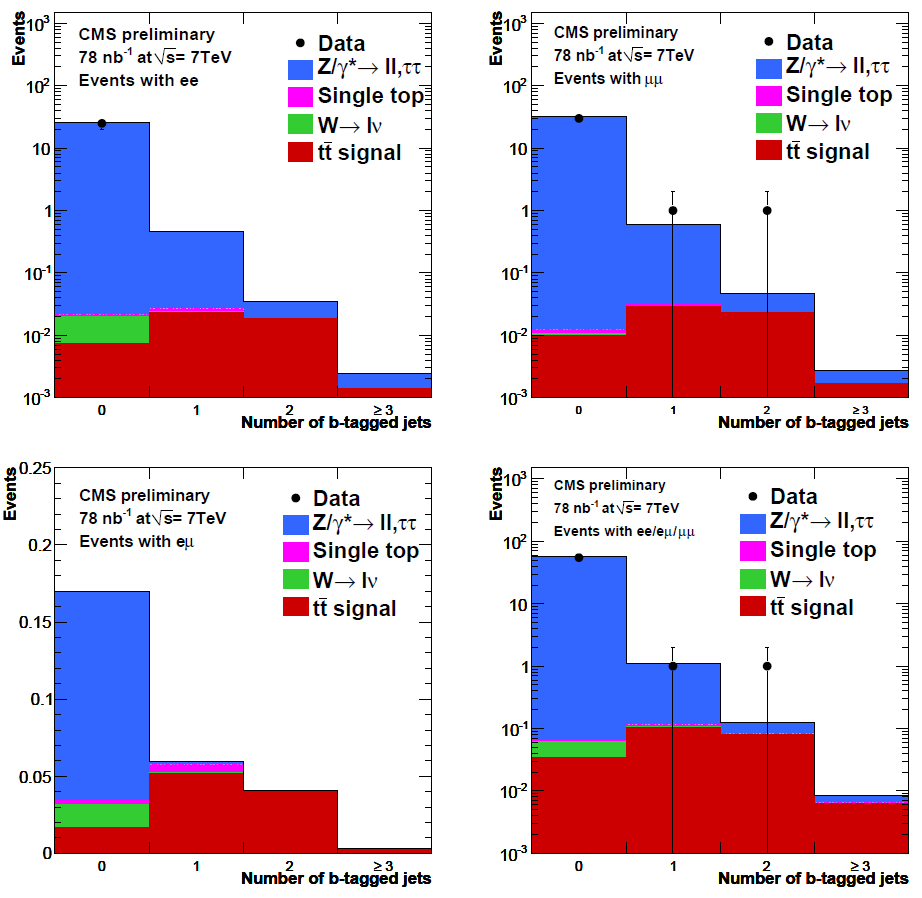 Events
10³
10²
10
1
10⁻¹
10⁻²
10⁻³
CMS preliminary
78 nb⁻¹ at √s= 7TeV
Events with ee
Data
Z/γ*→ ll,ττ
Single top
W→ lν
tt̄ signal
0 1 2 ≥ 3
Number of b-tagged jets
Events
10³
10²
10
1
10⁻¹
10⁻²
10⁻³
CMS preliminary
78 nb⁻¹ at √s= 7TeV
Events with μμ
Data
Z/γ*→ ll,ττ
Single top
W→ lν
tt̄ signal
0 1 2 ≥ 3
Number of b-tagged jets
Events
0.25
0.2
0.15
0.1
0.05
0
CMS preliminary
78 nb⁻¹ at √s= 7TeV
Events with eμ
Data
Z/γ*→ ll,ττ
Single top
W→ lν
tt̄ signal
0 1 2 ≥ 3
Number of b-tagged jets
Events
10³
10²
10
1
10⁻¹
10⁻²
10⁻³
CMS preliminary
78 nb⁻¹ at √s= 7TeV
Events with ee/eμ/μμ
Data
Z/γ*→ ll,ττ
Single top
W→ lν
tt̄ signal
0 1 2 ≥ 3
Number of b-tagged jets